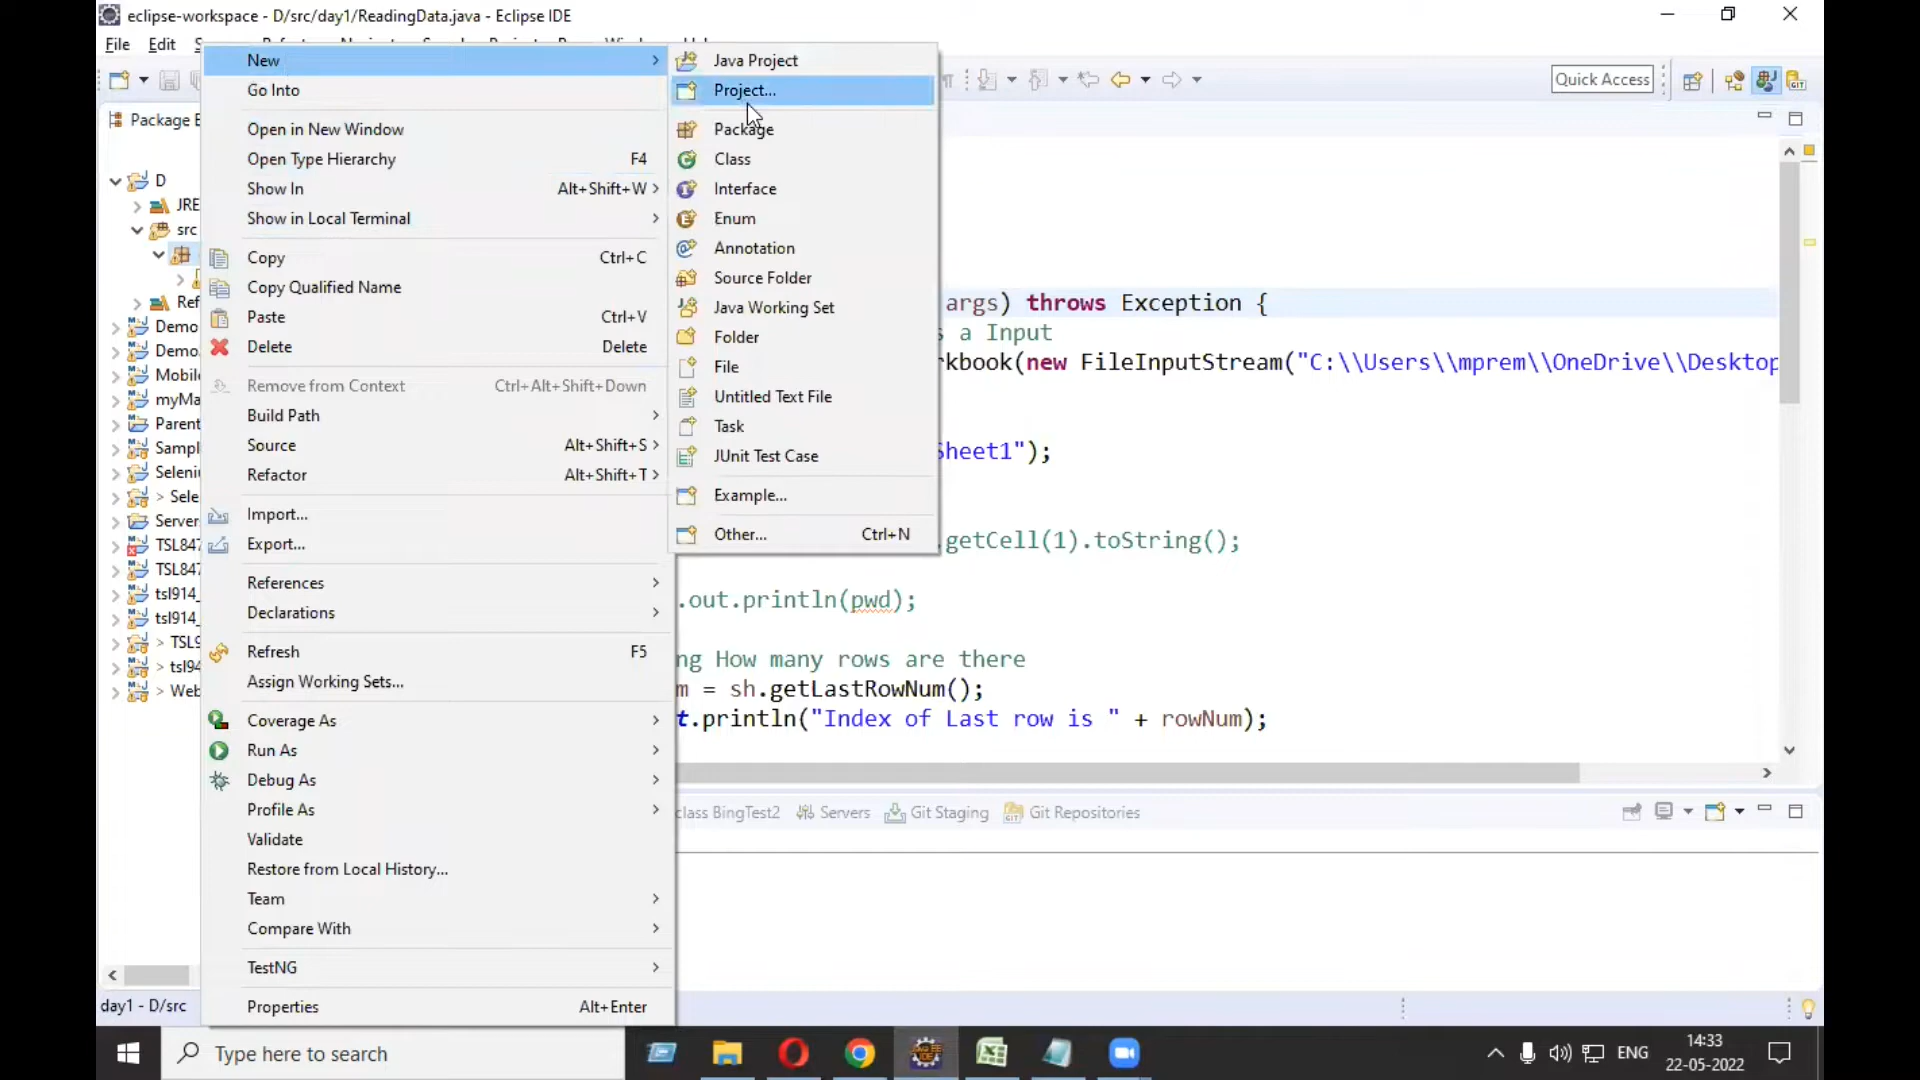 eclipse-workspace - D/src/day1/ReadingData.java - Eclipse IDE
File Edit
Quick Access
Package E
D
JRE
src
Ref
Demo
Demo.
Mobile
myMa
Parent
Sampl
Seleni
> Sele
Server
TSL847
TSL847
tsl914_
tsl914_
> TSL9
> tsl94
> Web
New
Go Into
Open in New Window
Open Type Hierarchy F4
Show In Alt+Shift+W
Show in Local Terminal
Copy Ctrl+C
Copy Qualified Name
Paste Ctrl+V
Delete Delete
Remove from Context Ctrl+Alt+Shift+Down
Build Path
Source Alt+Shift+S
Refactor Alt+Shift+T
Import...
Export...
References
Declarations
Refresh F5
Assign Working Sets...
Coverage As
Run As
Debug As
Profile As
Validate
Restore from Local History...
Team
Compare With
TestNG
Properties Alt+Enter
Java Project
Project...
Package
Class
Interface
Enum
Annotation
Source Folder
Java Working Set
Folder
File
Untitled Text File
Task
JUnit Test Case
Example...
Other... Ctrl+N
args) throws Exception {
s a Input
rkbook(new FileInputStream("C:\\Users\\mprem\\OneDrive\\Desktop
Sheet1");
.getCell(1).toString();
.out.println(pwd);
ng How many rows are there
m = sh.getLastRowNum();
t.println("Index of Last row is " + rowNum);
class BingTest2 Servers Git Staging Git Repositories
day1 - D/src
Type here to search
ENG
14:33
22-05-2022